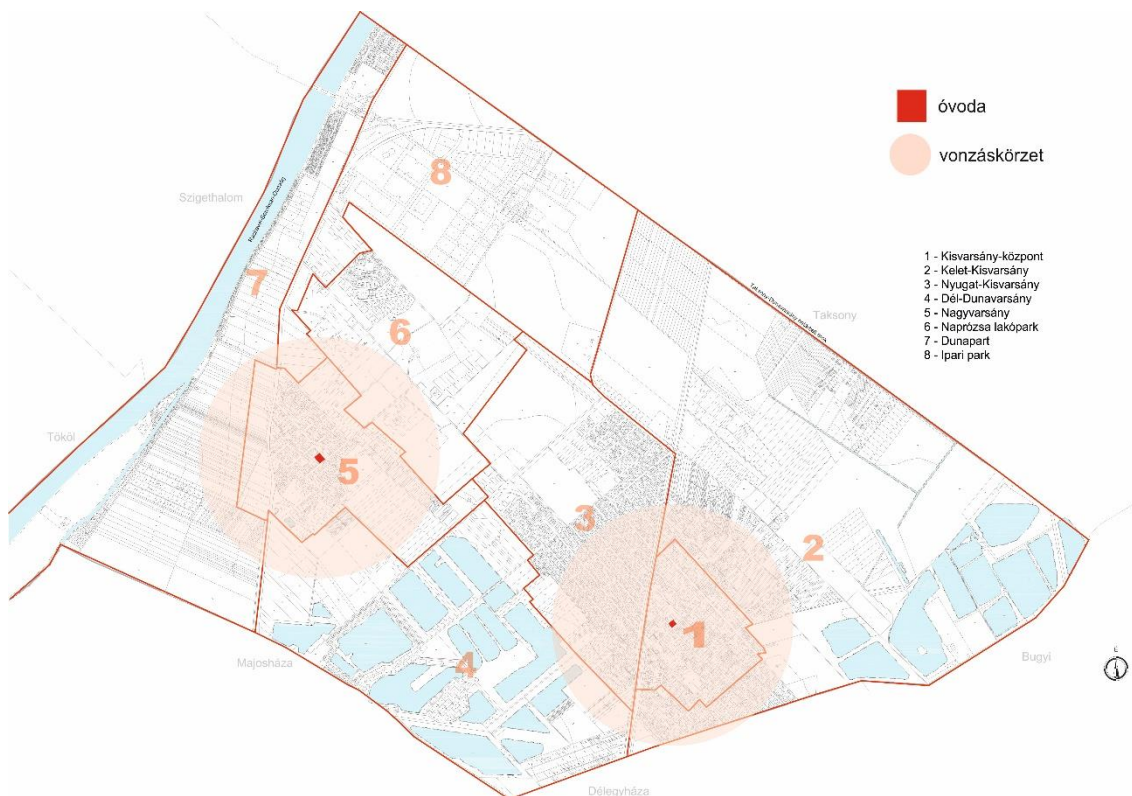 óvoda
vonzáskörzet
8
Szigethalom
7
1 - Kisvarsány-központ
2 - Kelet-Kisvarsány
3 - Nyugat-Kisvarsány
4 - Dél-Dunavarsány
5 - Nagyvarsány
6 - Naprózsa lakópark
7 - Dunapart
8 - Ipari park
Taksony
6
Tököl
5
3
2
1
4
Majosháza
Bugyi
Délegyháza